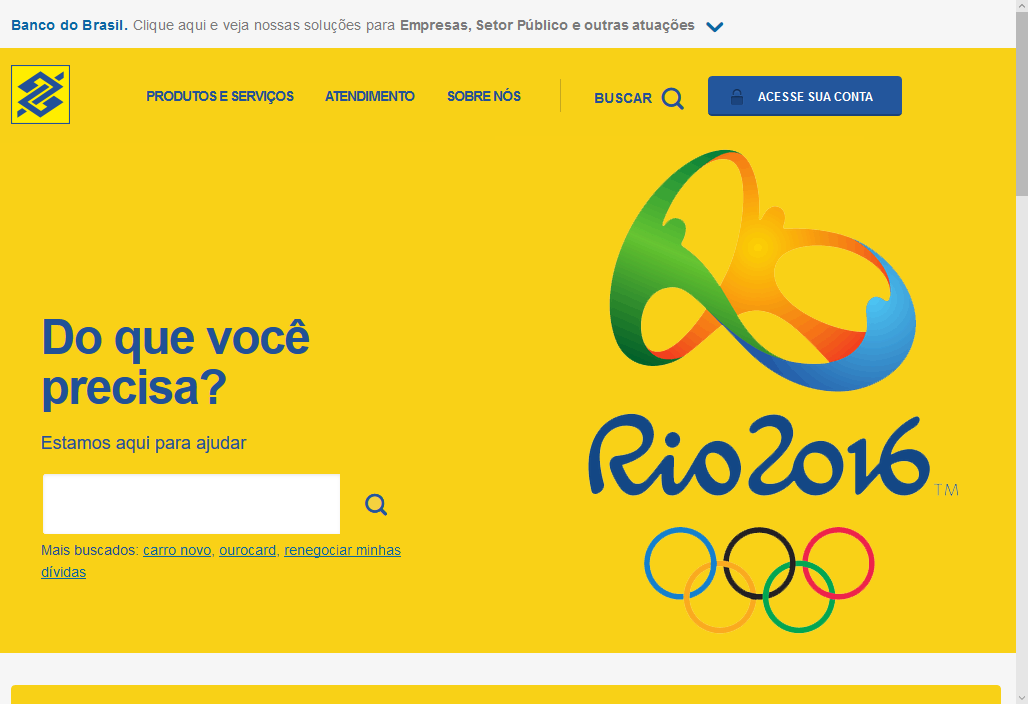 Banco do Brasil. Clique aqui e veja nossas soluções para Empresas, Setor Público e outras atuações
PRODUTOS E SERVIÇOS ATENDIMENTO SOBRE NÓS BUSCAR ACESSE SUA CONTA
Do que você
precisa?
Estamos aqui para ajudar
Mais buscados: carro novo, ourocard, renegociar minhas
dívidas
Rio2016
TM